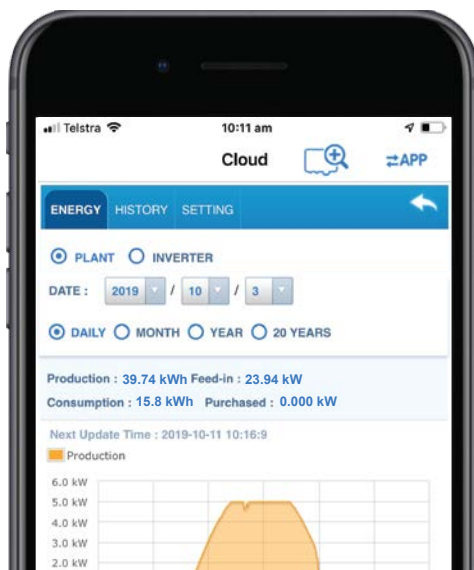 Telstra 10:11 am
Cloud ⇄APP
ENERGY HISTORY SETTING
PLANT INVERTER
DATE : 2019 / 10 / 3
DAILY MONTH YEAR 20 YEARS
Production : 39.74 kWh Feed-in : 23.94 kW
Consumption : 15.8 kWh Purchased : 0.000 kW
Next Update Time : 2019-10-11 10:16:9
Production
6.0 kW
5.0 kW
4.0 kW
3.0 kW
2.0 kW